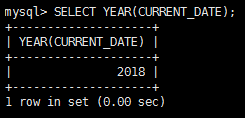 mysql> SELECT YEAR(CURRENT_DATE);
+--------------------+
| YEAR(CURRENT_DATE) |
+--------------------+
|               2018 |
+--------------------+
1 row in set (0.00 sec)